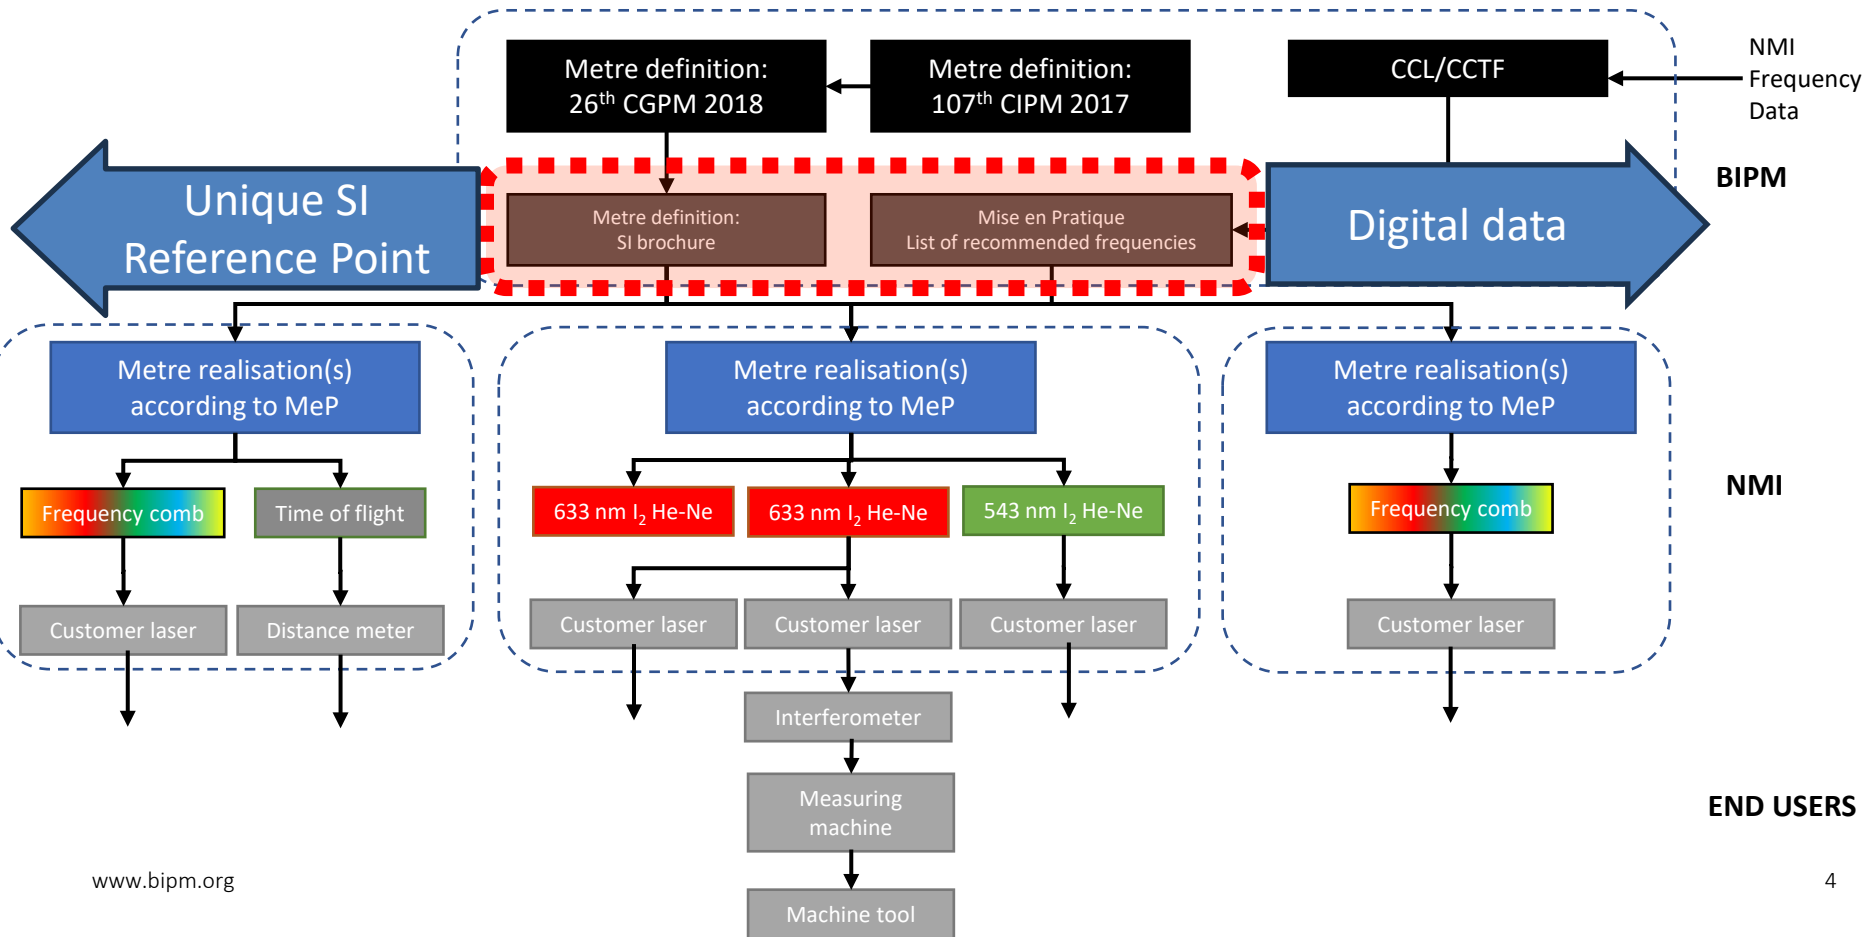 Metre definition:
26th CGPM 2018
Metre definition:
107th CIPM 2017
CCL/CCTF
NMI
Frequency
Data
BIPM
Unique SI
Reference Point
Metre definition:
SI brochure
Mise en Pratique
List of recommended frequencies
Digital data
Metre realisation(s)
according to MeP
Metre realisation(s)
according to MeP
Metre realisation(s)
according to MeP
NMI
Frequency comb
Time of flight
633 nm I2 He-Ne
633 nm I2 He-Ne
543 nm I2 He-Ne
Frequency comb
Customer laser
Distance meter
Customer laser
Customer laser
Customer laser
Customer laser
Interferometer
Measuring
machine
END USERS
Machine tool
www.bipm.org
4